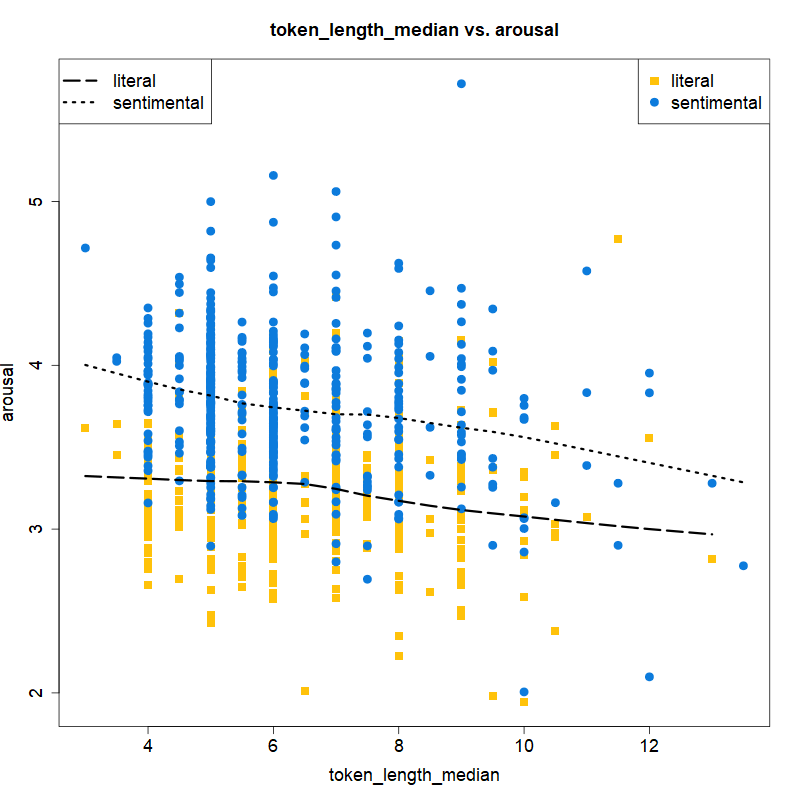 token_length_median vs. arousal
literal
sentimental
literal
sentimental
arousal
5
4
3
2
4 6 8 10 12
token_length_median